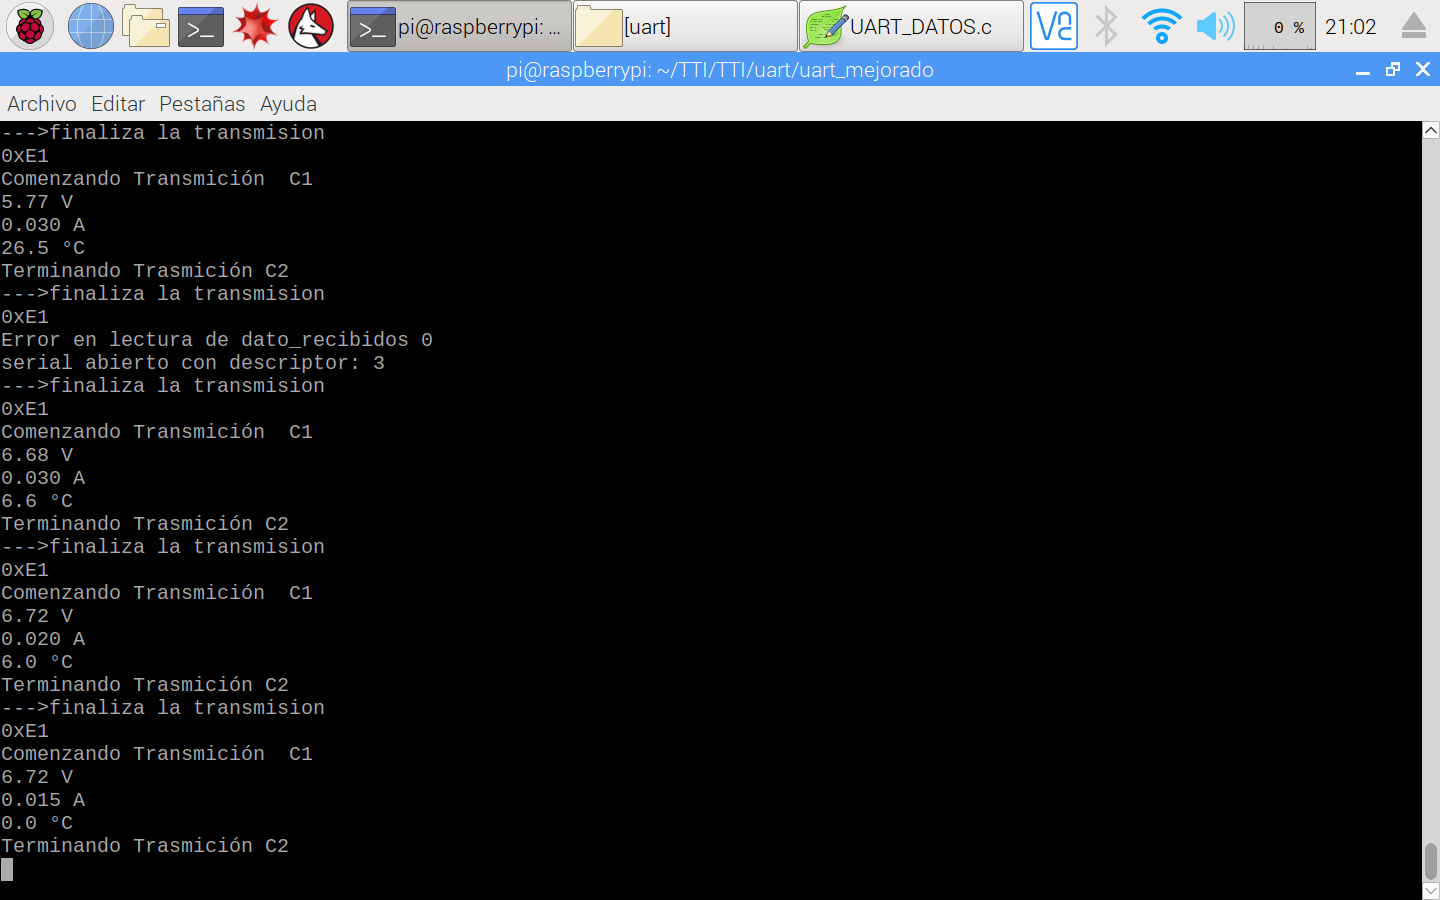 pi@raspberrypi: ...
[uart]
UART_DATOS.c
0 %
21:02
pi@raspberrypi: ~/TTI/TTI/uart/uart_mejorado
Archivo Editar Pestañas Ayuda
--->finaliza la transmision
0xE1
Comenzando Transmición  C1
5.77 V
0.030 A
26.5 °C
Terminando Trasmición C2
--->finaliza la transmision
0xE1
Error en lectura de dato_recibidos 0
serial abierto con descriptor: 3
--->finaliza la transmision
0xE1
Comenzando Transmición  C1
6.68 V
0.030 A
6.6 °C
Terminando Trasmición C2
--->finaliza la transmision
0xE1
Comenzando Transmición  C1
6.72 V
0.020 A
6.0 °C
Terminando Trasmición C2
--->finaliza la transmision
0xE1
Comenzando Transmición  C1
6.72 V
0.015 A
0.0 °C
Terminando Trasmición C2